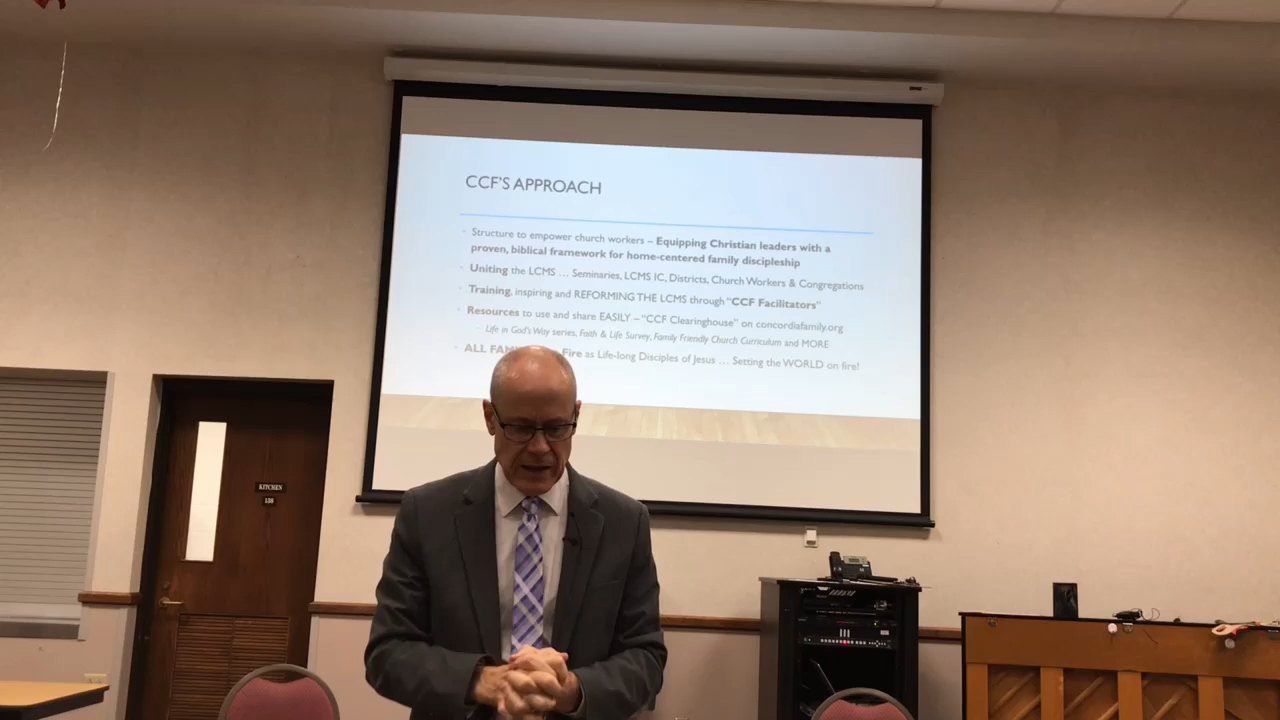 CCF'S APPROACH
Structure to empower church workers – Equipping Christian leaders with a
proven, biblical framework for home-centered family discipleship
Uniting the LCMS … Seminaries, LCMS IC, Districts, Church Workers & Congregations
Training, inspiring and REFORMING THE LCMS through "CCF Facilitators"
Resources to use and share EASILY – "CCF Clearinghouse" on concordiafamily.org
Life in God's Way series, Faith & Life Survey, Family Friendly Church Curriculum and MORE
ALL Fire as Life-long Disciples of Jesus … Setting the WORLD on fire!
KITCHEN
138